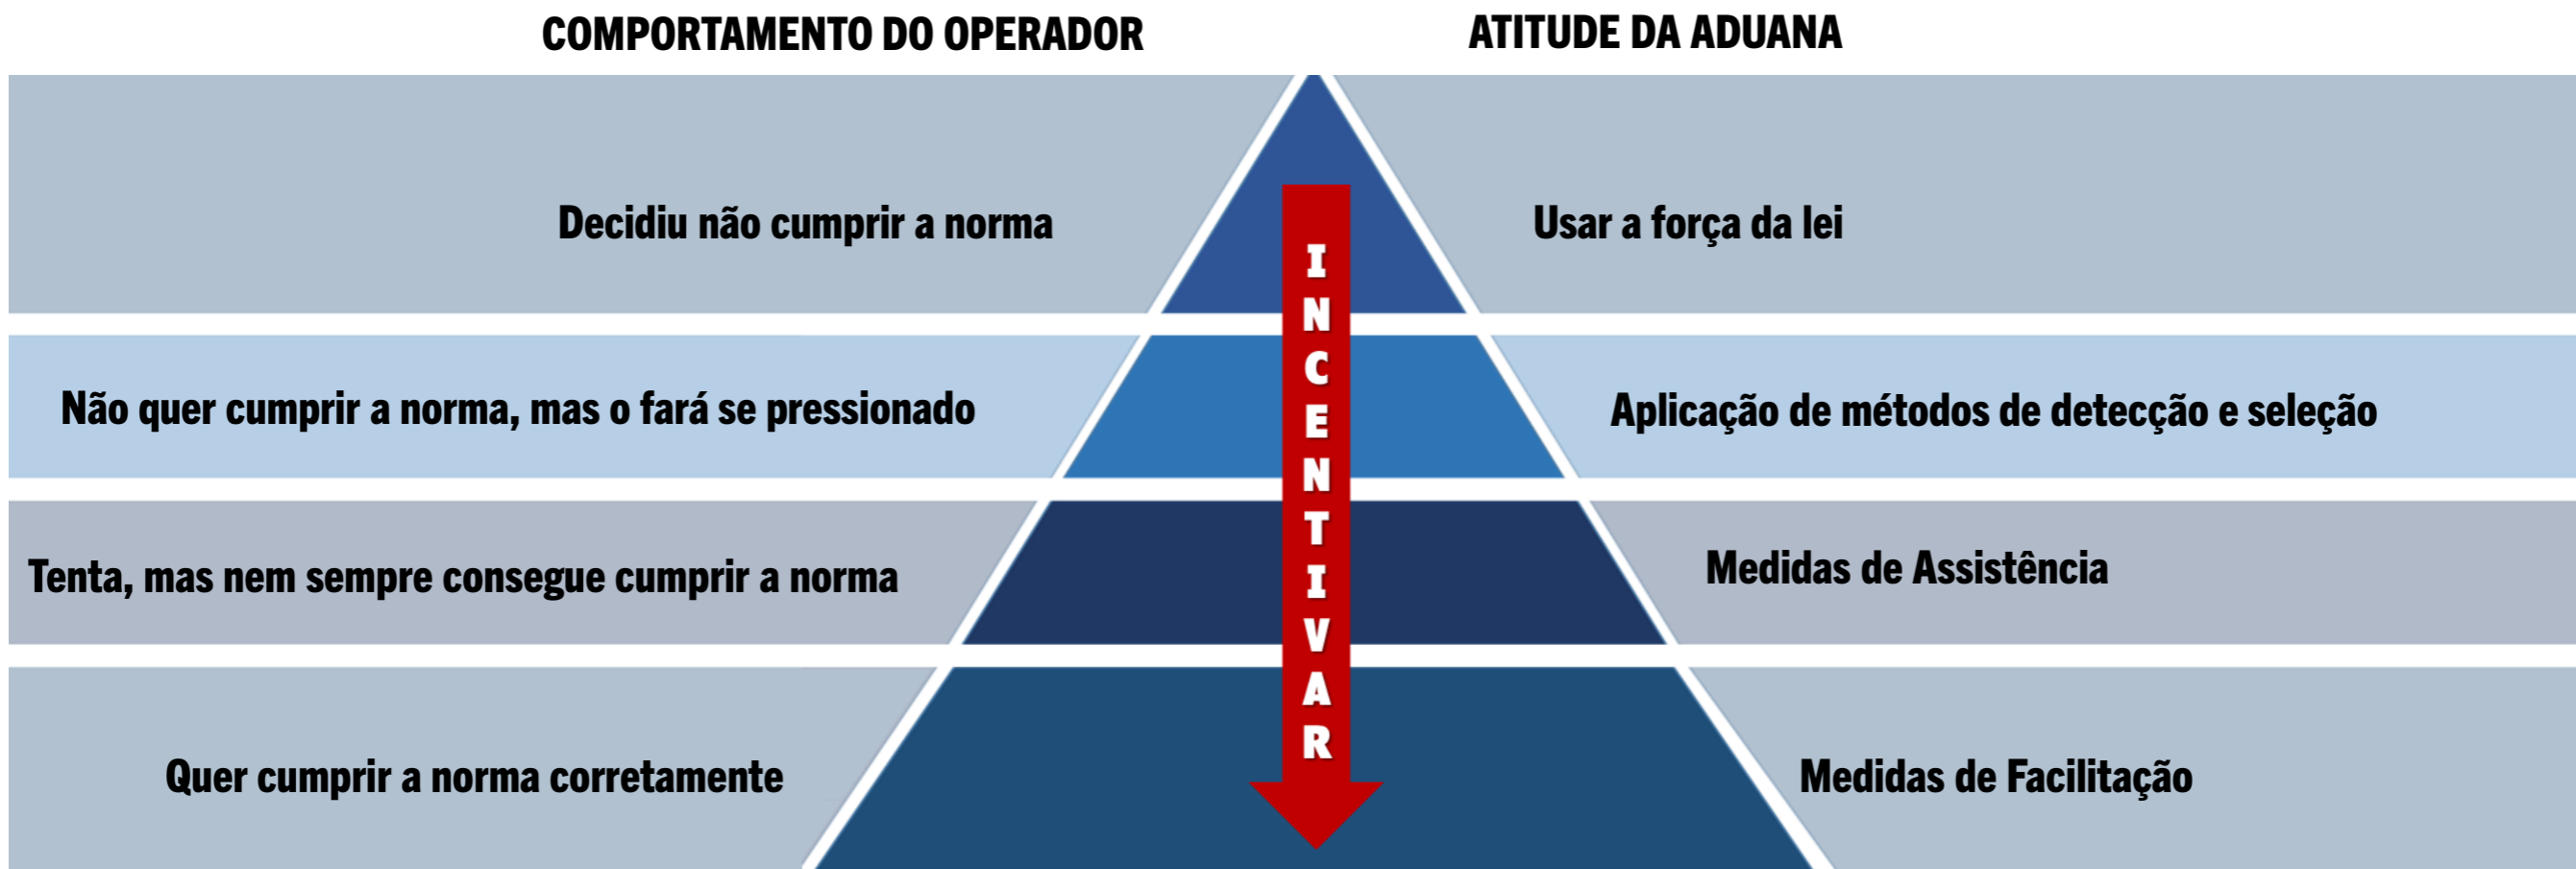 COMPORTAMENTO DO OPERADOR
ATITUDE DA ADUANA
Decidiu não cumprir a norma
Usar a força da lei
Não quer cumprir a norma, mas o fará se pressionado
Aplicação de métodos de detecção e seleção
Tenta, mas nem sempre consegue cumprir a norma
Medidas de Assistência
Quer cumprir a norma corretamente
Medidas de Facilitação
INCENTIVAR